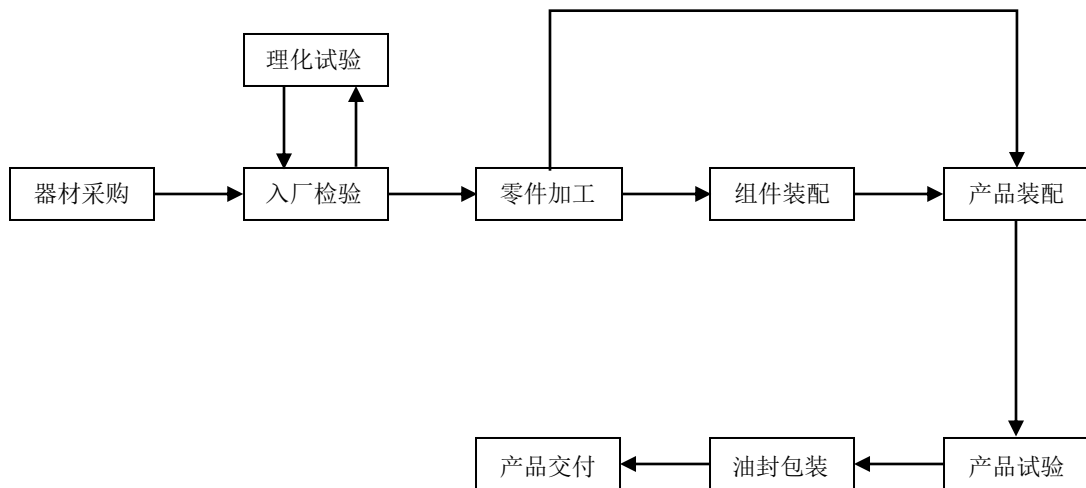 理化试验
器材采购
入厂检验
零件加工
组件装配
产品装配
产品交付
油封包装
产品试验